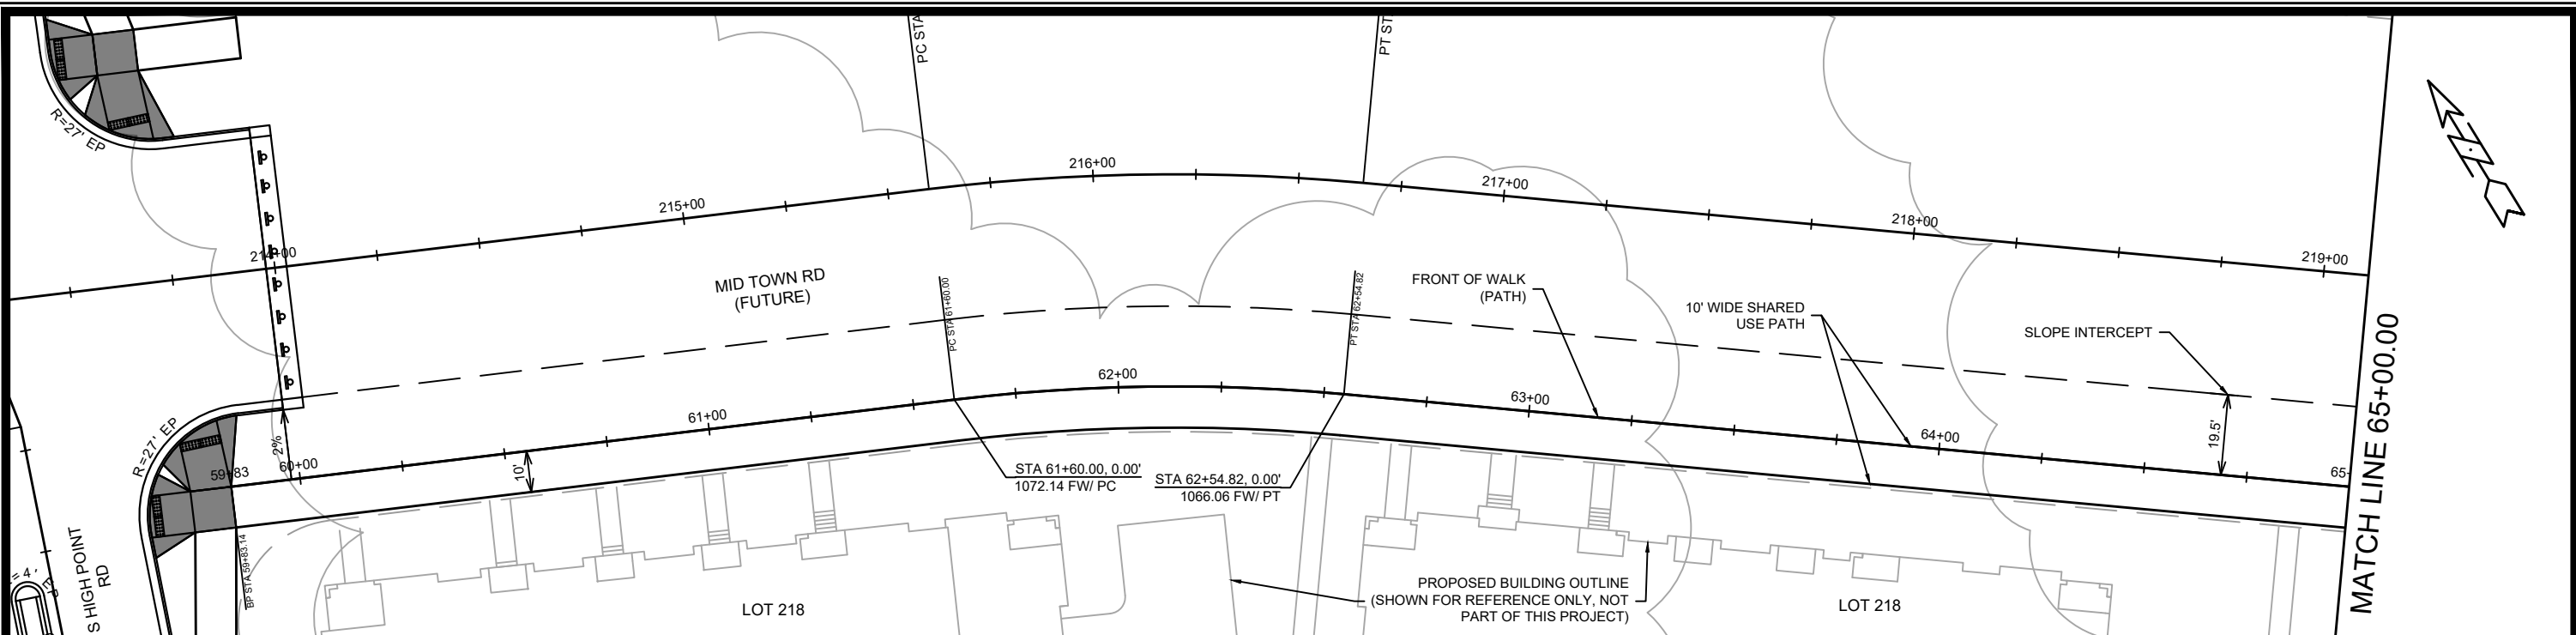 PC STA
PT ST
R=27' EP
214+00
215+00
216+00
217+00
218+00
219+00
MID TOWN RD
(FUTURE)
PC STA 61+60.00
PT STA 62+54.82
FRONT OF WALK
(PATH)
10' WIDE SHARED
USE PATH
SLOPE INTERCEPT
MATCH LINE 65+00.00
R=27' EP
2%
59+83
60+00
61+00
62+00
63+00
64+00
65
19.5'
10'
STA 61+60.00, 0.00'
1072.14 FW/ PC
STA 62+54.82, 0.00'
1066.06 FW/ PT
BP STA 59+83.14
S HIGH POINT
RD
=4' EP
LOT 218
PROPOSED BUILDING OUTLINE
(SHOWN FOR REFERENCE ONLY, NOT
PART OF THIS PROJECT)
LOT 218